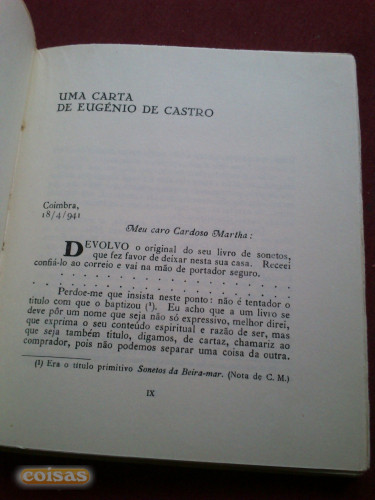 UMA CARTA
DE EUGÉNIO DE CASTRO
Coimbra,
18/4/941
Meu caro Cardoso Martha:
DEVOLVO o original do seu livro de sonetos,
que fez favor de deixar nesta sua casa. Receei
confiá-lo ao correio e vai na mão de portador seguro.
. . . . . . . . . . . . . . . . . . . . . . . . . .
. . . . . . . . . . . . . . . . . . . . . . . . . .
Perdoe-me que insista neste ponto: não é tentador o
título com que o baptizou (¹). Eu acho que a um livro se
deve pôr um nome que seja não só expressivo, melhor direi,
que exprima o seu conteúdo espiritual e razão de ser, mas
que seja também título, digamos, de cartaz, chamariz ao
comprador, pois não podemos separar uma coisa da outra.
(1) Era o título primitivo Sonetos da Beira-mar. (Nota de C. M.)
IX
coisas